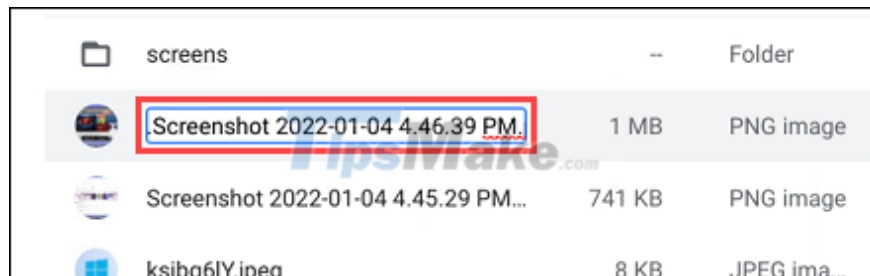 screens -- Folder
.Screenshot 2022-01-04 4.46.39 PM. 1 MB PNG image
TipsMake.com
Screenshot 2022-01-04 4.45.29 PM... 741 KB PNG image
ksibg6lY.jpeg 8 KB JPEG ima...